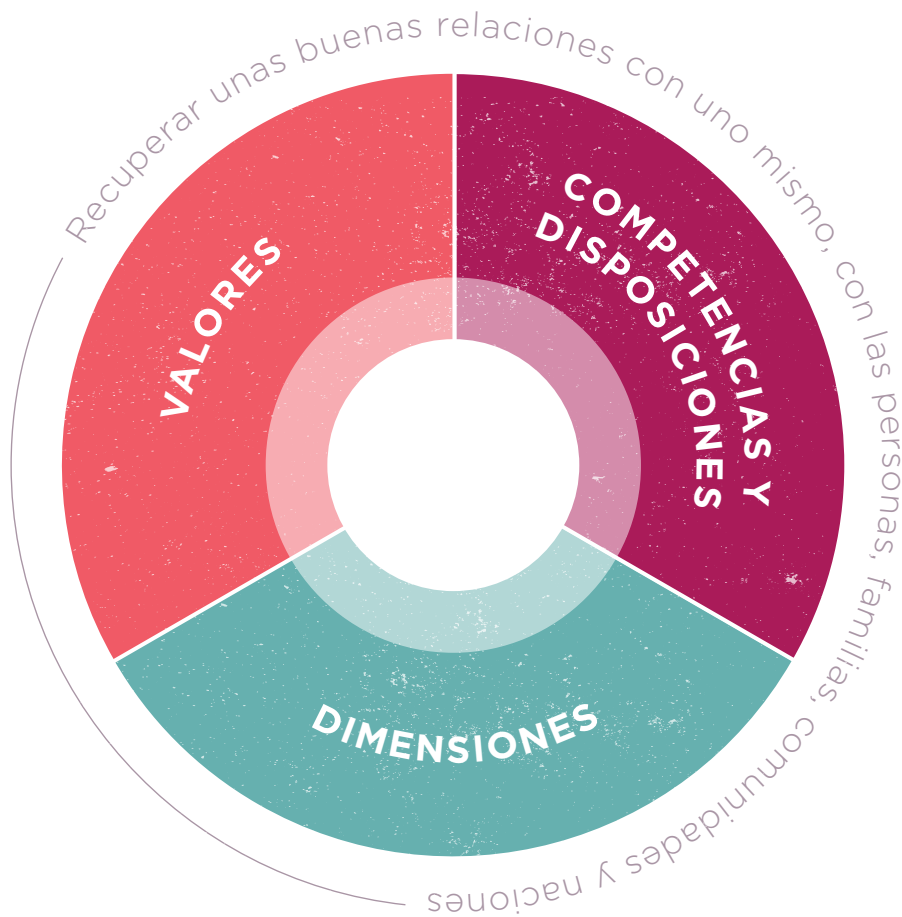 Recuperar unas buenas relaciones con uno mismo, con las personas, familias, comunidades y naciones
VALORES
COMPETENCIAS Y
DISPOSICIONES
DIMENSIONES